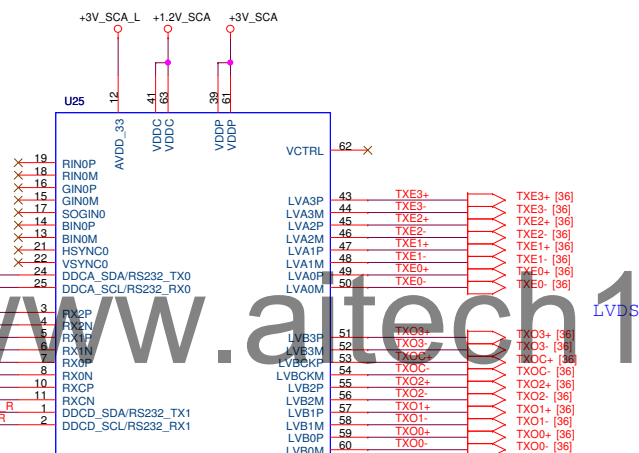 +3V_SCA_L +1.2V_SCA +3V_SCA
U25
12 41 63 39 61
AVDD_33 VDDC VDDC VDDP VDDP
VCTRL 62
19 RIN0P
18 RIN0M
16 GIN0P
15 GIN0M LVA3P 43 TXE3+ TXE3+ [36]
17 SOGIN0 LVA3M 44 TXE3- TXE3- [36]
14 BIN0P LVA2P 45 TXE2+ TXE2+ [36]
13 BIN0M LVA2M 46 TXE2- TXE2- [36]
21 HSYNC0 LVA1P 47 TXE1+ TXE1+ [36]
22 VSYNC0 LVA1M 48 TXE1- TXE1- [36]
24 DDCA_SDA/RS232_TX0 LVA0P 49 TXE0+ TXE0+ [36]
25 DDCA_SCL/RS232_RX0 LVA0M 50 TXE0- TXE0- [36]
www.aitech1
LVDS
3 RX2P
4 RX2N
5 RX1P LVB3P 51 TXO3+ TXO3+ [36]
6 RX1N LVB3M 52 TXO3- TXO3- [36]
7 RX0P LVBCKP 53 TXOC+ TXOC+ [36]
8 RX0N LVBCKM 54 TXOC- TXOC- [36]
10 RXCP LVB2P 55 TXO2+ TXO2+ [36]
11 RXCN LVB2M 56 TXO2- TXO2- [36]
R 1 DDCD_SDA/RS232_TX1 LVB1P 57 TXO1+ TXO1+ [36]
R 2 DDCD_SCL/RS232_RX1 LVB1M 58 TXO1- TXO1- [36]
LVB0P 59 TXO0+ TXO0+ [36]
LVB0M 60 TXO0- TXO0- [36]